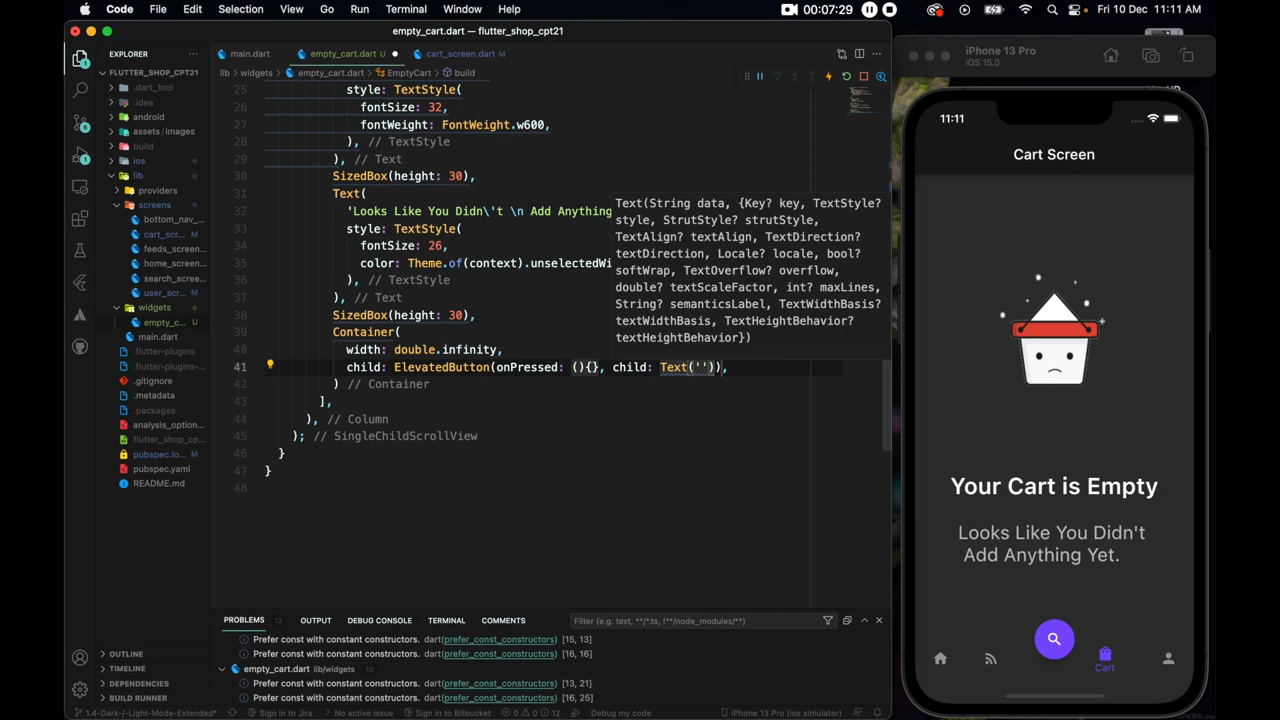 Code File Edit Selection View Go Run Terminal Window Help 00:07:29 Fri 10 Dec 11:11 AM
empty_cart.dart — flutter_shop_cpt21
EXPLORER
FLUTTER_SHOP_CPT21
.dart_tool
.idea
android
assets/images
build
ios
lib
providers
screens
bottom_nav_...
cart_scr... M
feeds_screen...
home_screen...
search_scree...
user_scr... M
widgets
empty_c... U
main.dart
.flutter-plugins
.flutter-plugins-...
.gitignore
.metadata
.packages
analysis_option...
flutter_shop_cp...
pubspec.lo... M
pubspec.yaml
README.md
OUTLINE
TIMELINE
DEPENDENCIES
BUILD RUNNER
main.dart empty_cart.dart U cart_screen.dart M
lib > widgets > empty_cart.dart > EmptyCart > build
25 style: TextStyle(
26 fontSize: 32,
27 fontWeight: FontWeight.w600,
28 ), // TextStyle
29 ), // Text
30 SizedBox(height: 30),
31 Text(
32 'Looks Like You Didn\'t \n Add Anything
33 style: TextStyle(
34 fontSize: 26,
35 color: Theme.of(context).unselectedWi
36 ), // TextStyle
37 ), // Text
38 SizedBox(height: 30),
39 Container(
40 width: double.infinity,
41 child: ElevatedButton(onPressed: (){}, child: Text('')),
42 ) // Container
43 ],
44 ), // Column
45 ); // SingleChildScrollView
46 }
47 }
48
Text(String data, {Key? key, TextStyle?
style, StrutStyle? strutStyle,
TextAlign? textAlign, TextDirection?
textDirection, Locale? locale, bool?
softWrap, TextOverflow? overflow,
double? textScaleFactor, int? maxLines,
String? semanticsLabel, TextWidthBasis?
textWidthBasis, TextHeightBehavior?
textHeightBehavior})
PROBLEMS 12 OUTPUT DEBUG CONSOLE TERMINAL COMMENTS Filter (e.g. text, **/*.ts, !**/node_modules/**)
Prefer const with constant constructors. dart(prefer_const_constructors) [15, 13]
Prefer const with constant constructors. dart(prefer_const_constructors) [16, 16]
empty_cart.dart lib/widgets 10
Prefer const with constant constructors. dart(prefer_const_constructors) [13, 21]
Prefer const with constant constructors. dart(prefer_const_constructors) [16, 25]
1.4-Dark-/-Light-Mode-Extended* Sign in to Jira No active issue Sign in to Bitbucket 0 0 12 Debug my code iPhone 13 Pro (ios simulator)
iPhone 13 Pro
iOS 15.0
11:11
Cart Screen
Your Cart is Empty
Looks Like You Didn't
Add Anything Yet.
Cart